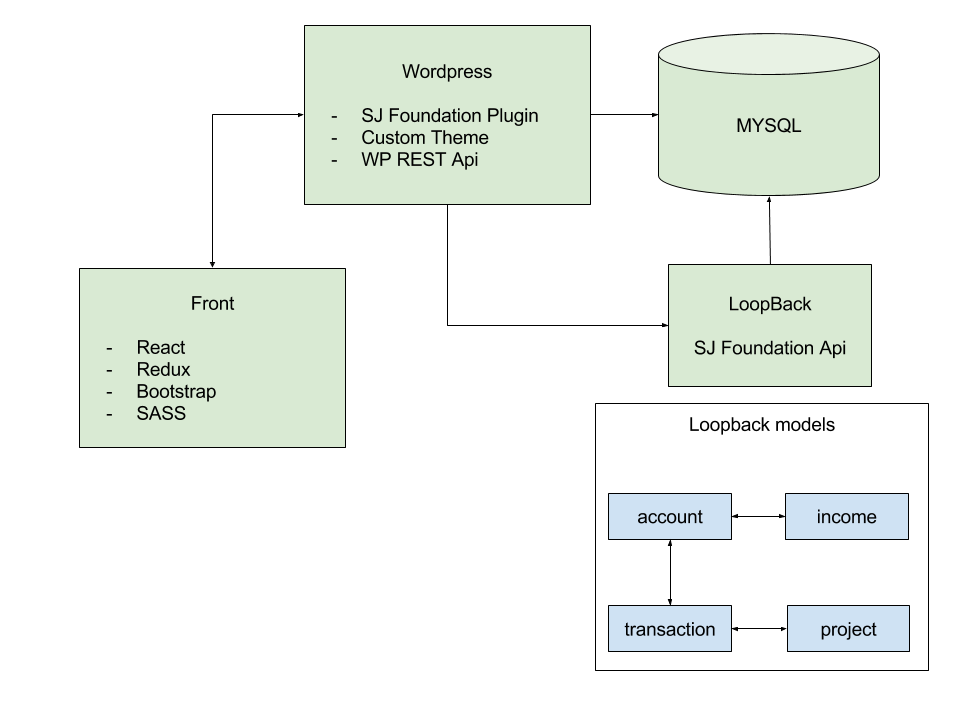 Wordpress
- SJ Foundation Plugin
- Custom Theme
- WP REST Api
MYSQL
Front
- React
- Redux
- Bootstrap
- SASS
LoopBack
SJ Foundation Api
Loopback models
account
income
transaction
project